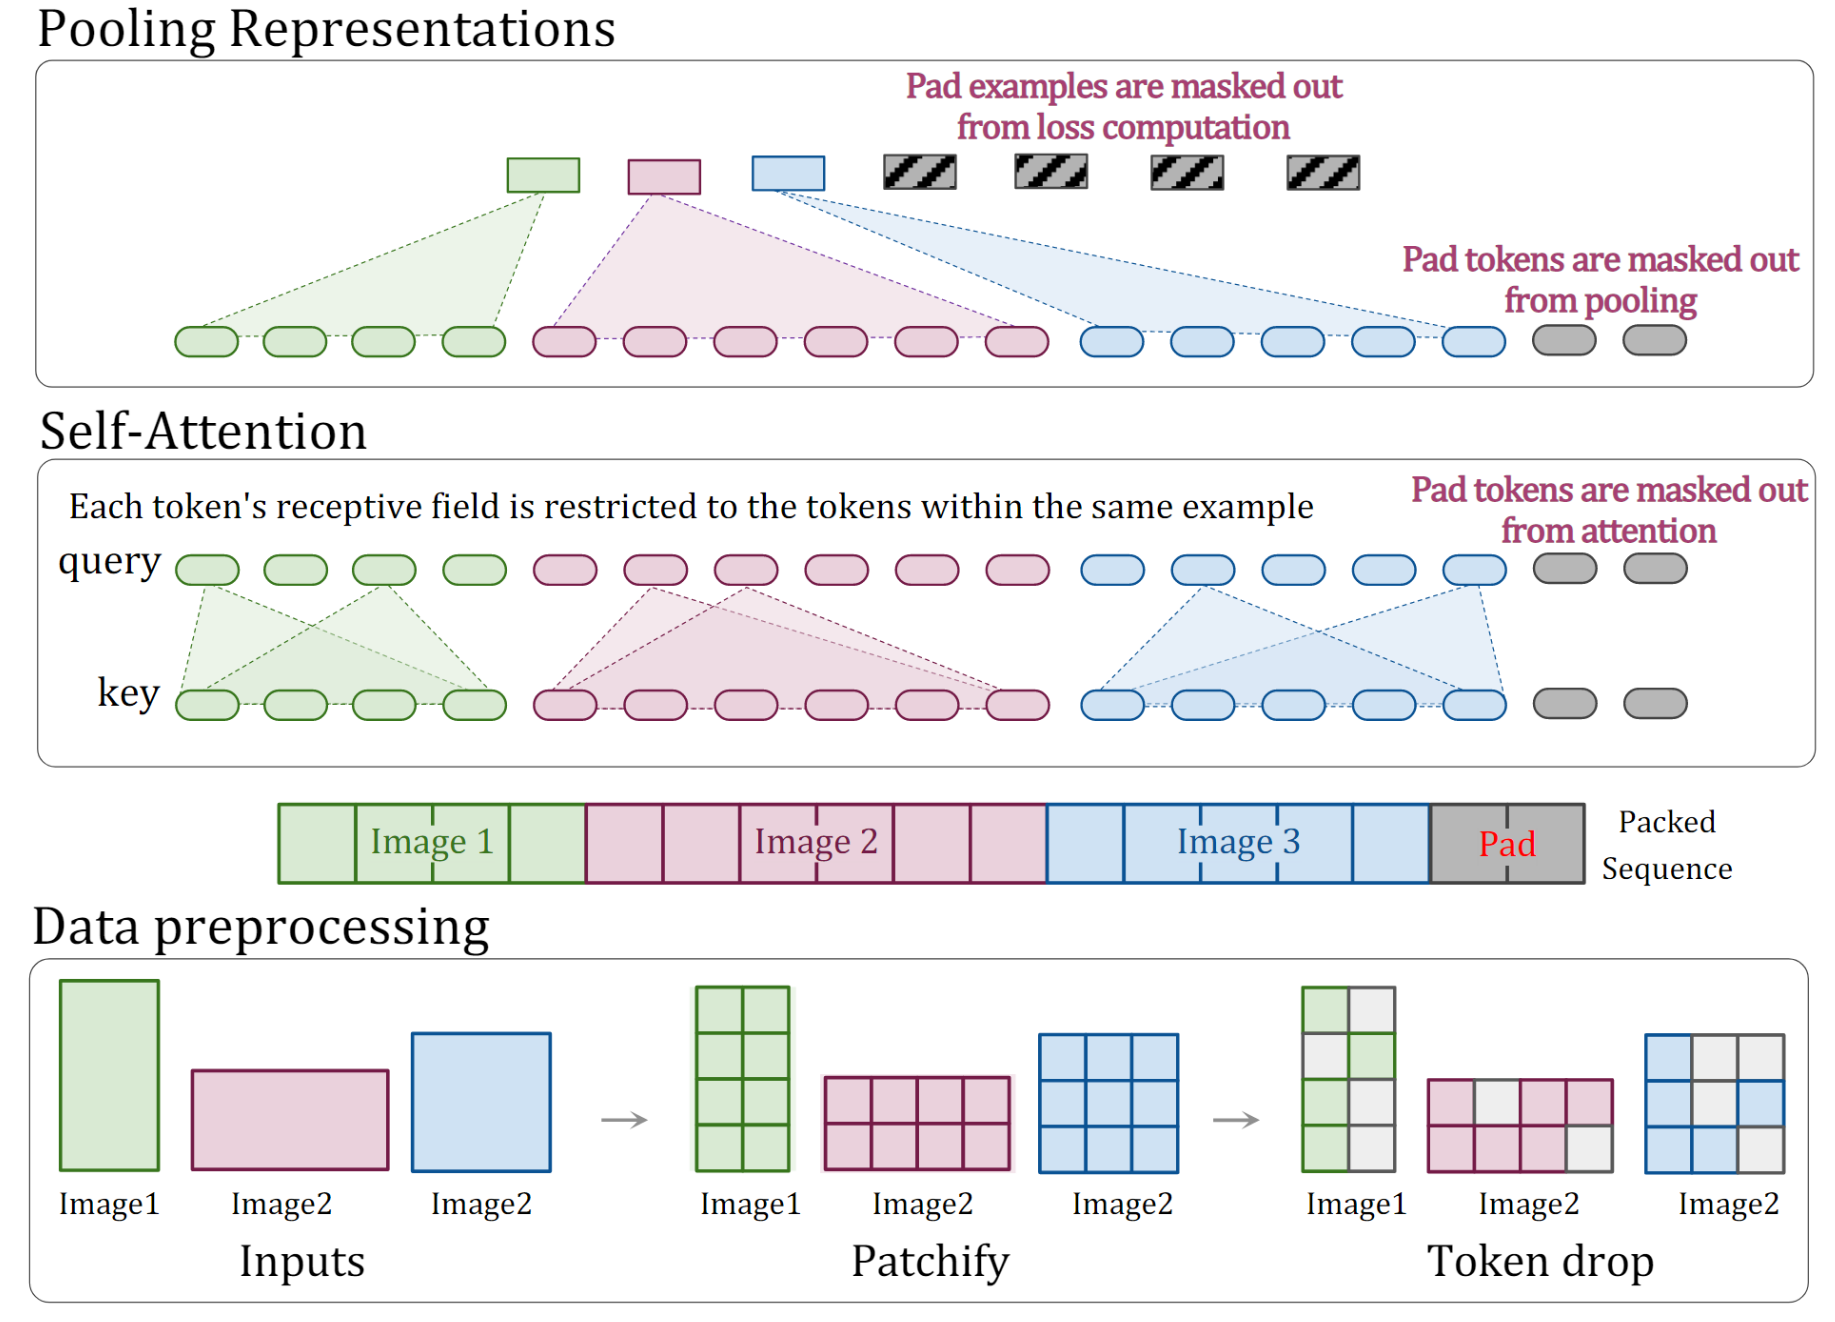 Pooling Representations
Pad examples are masked out
from loss computation
Pad tokens are masked out
from pooling
Self-Attention
Each token's receptive field is restricted to the tokens within the same example
Pad tokens are masked out
from attention
query
key
Image 1
Image 2
Image 3
Pad
Packed
Sequence
Data preprocessing
Image1
Image2
Image2
Image1
Image2
Image2
Image1
Image2
Image2
Inputs
Patchify
Token drop